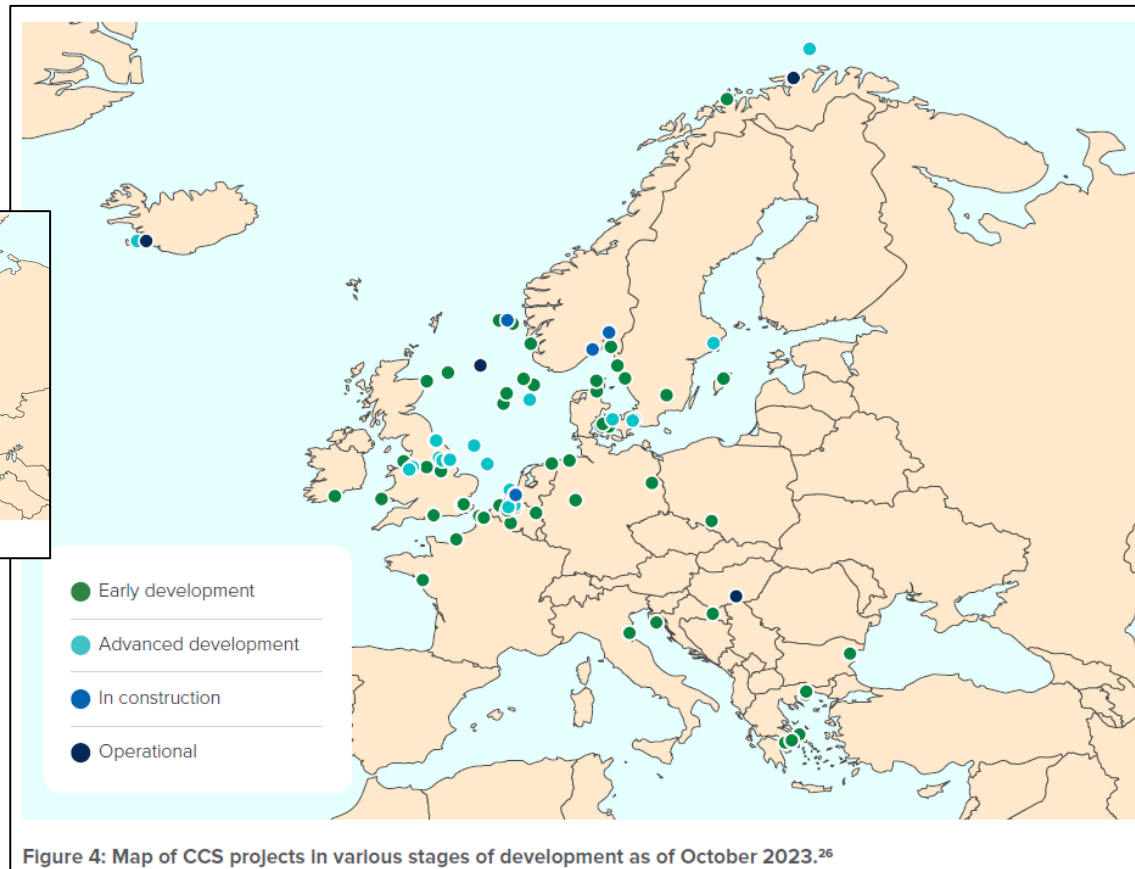 Early development
Advanced development
In construction
Operational
Figure 4: Map of CCS projects in various stages of development as of October 2023.²⁶